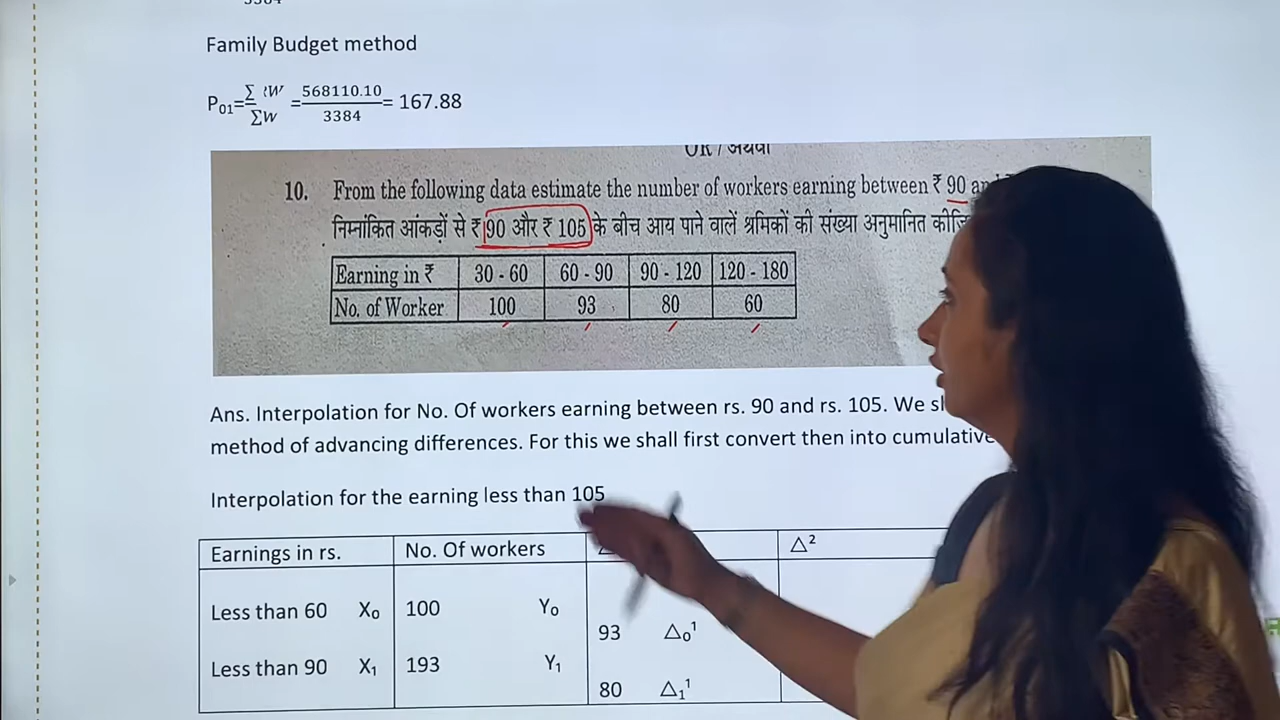 Family Budget method
P₀₁=Σ W/ΣW =568110.10/3384= 167.88
OR / अथवा
10. From the following data estimate the number of workers earning between ₹ 90
निम्नांकित आंकड़ों से ₹ 90 और ₹ 105 के बीच आय पाने वालें श्रमिकों की संख्या अनुमानित
Earning in ₹ 30 - 60 60 - 90 90 - 120 120 - 180
No. of Worker 100 93 80 60
Ans. Interpolation for No. Of workers earning between rs. 90 and rs. 105. We
method of advancing differences. For this we shall first convert then into cumulative
Interpolation for the earning less than 105
Earnings in rs. No. Of workers △²
Less than 60 X₀ 100 Y₀
93 △₀¹
Less than 90 X₁ 193 Y₁
80 △₁¹